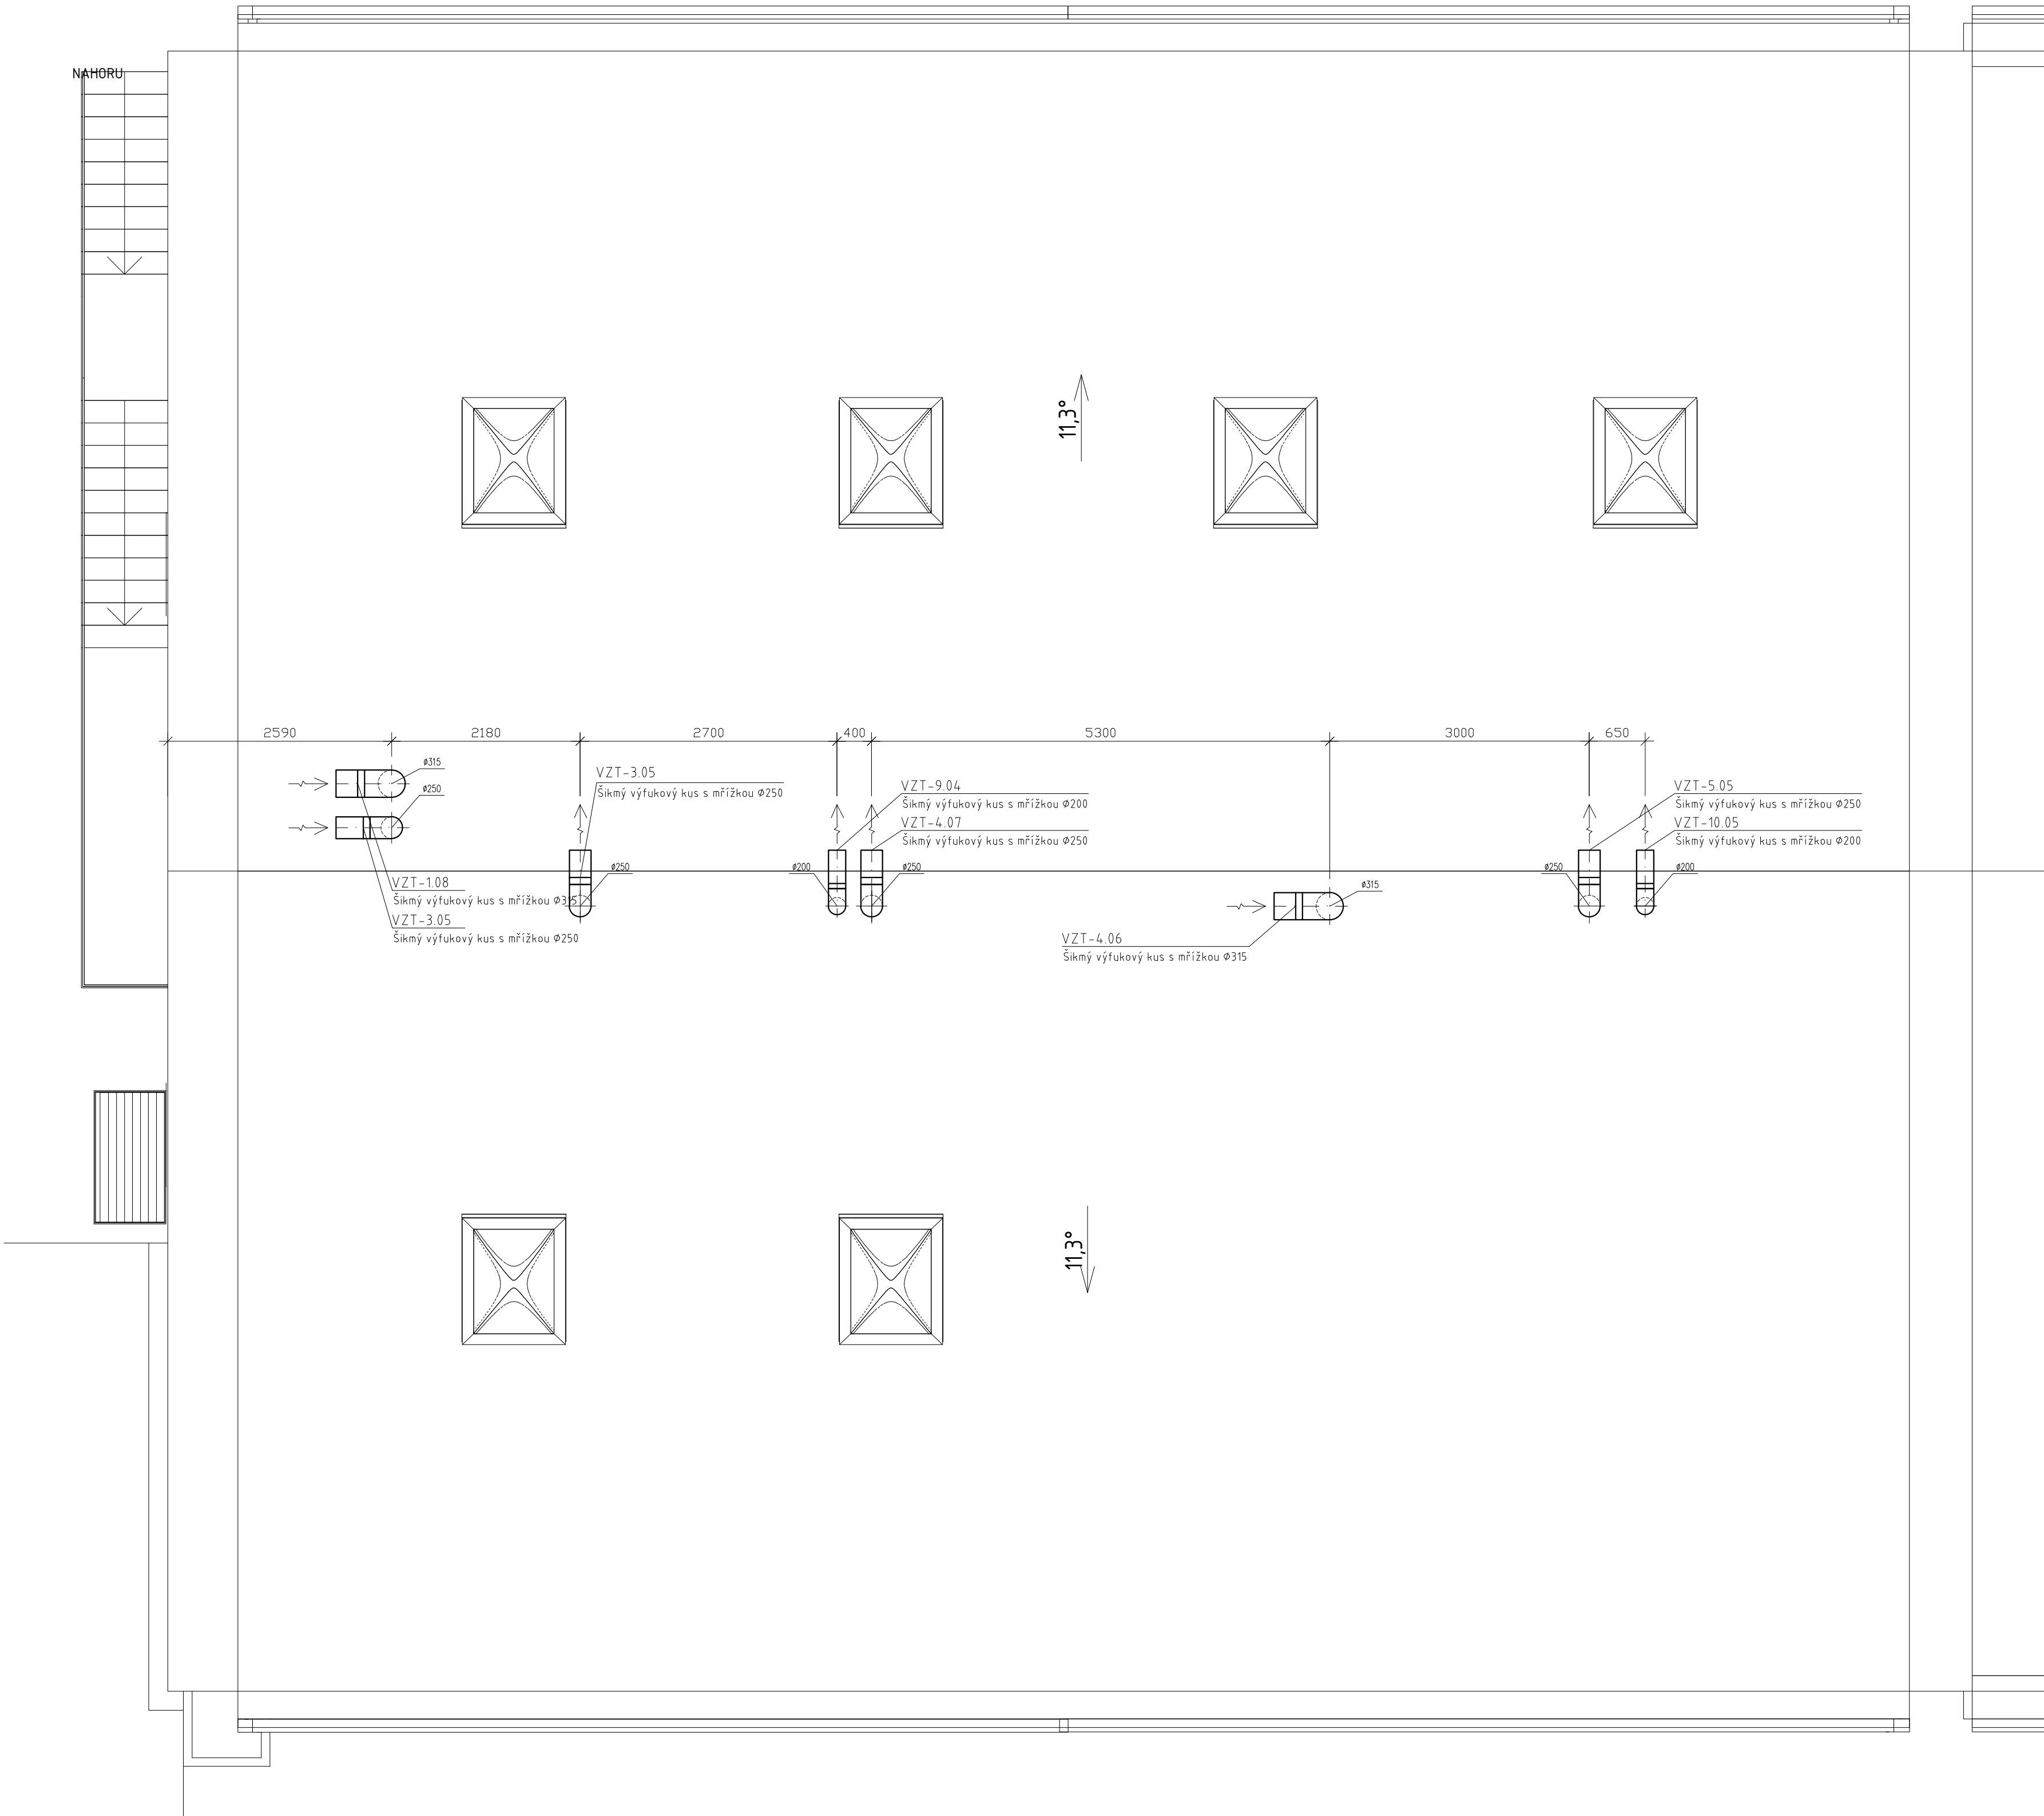 NAHORU
11,3°
2590
2180
2700
400
5300
3000
650
ø315
ø250
VZT-3.05
Šikmý výfukový kus s mřížkou Ø250
VZT-9.04
Šikmý výfukový kus s mřížkou Ø200
VZT-4.07
Šikmý výfukový kus s mřížkou Ø250
VZT-5.05
Šikmý výfukový kus s mřížkou Ø250
VZT-10.05
Šikmý výfukový kus s mřížkou Ø200
ø250
ø200
ø250
ø250
ø200
VZT-1.08
Šikmý výfukový kus s mřížkou Ø315
VZT-3.05
Šikmý výfukový kus s mřížkou Ø250
ø315
VZT-4.06
Šikmý výfukový kus s mřížkou Ø315
11,3°